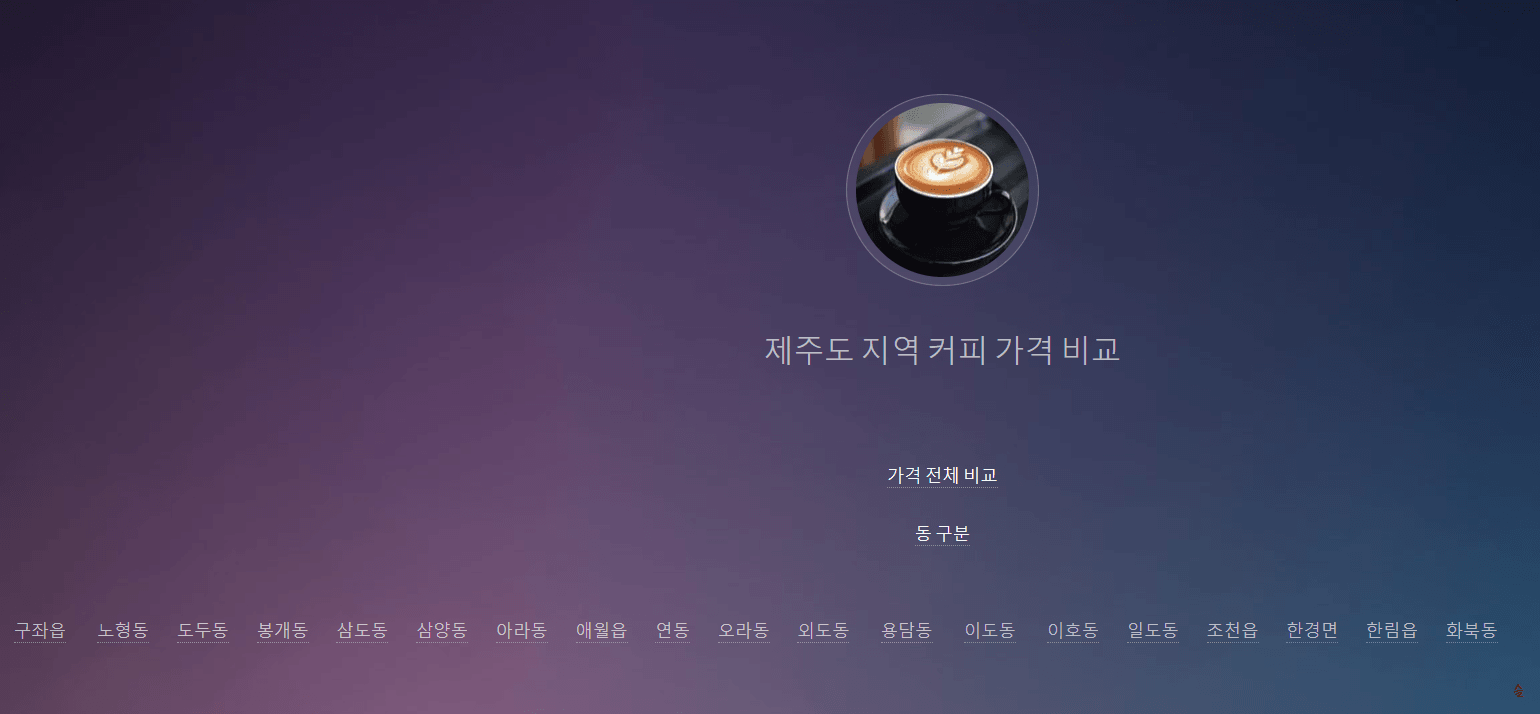 제주도 지역 커피 가격 비교
가격 전체 비교
동 구분
구좌읍 노형동 도두동 봉개동 삼도동 삼양동 아라동 애월읍 연동 오라동 외도동 용담동 이도동 이호동 일도동 조천읍 한경면 한림읍 화북동